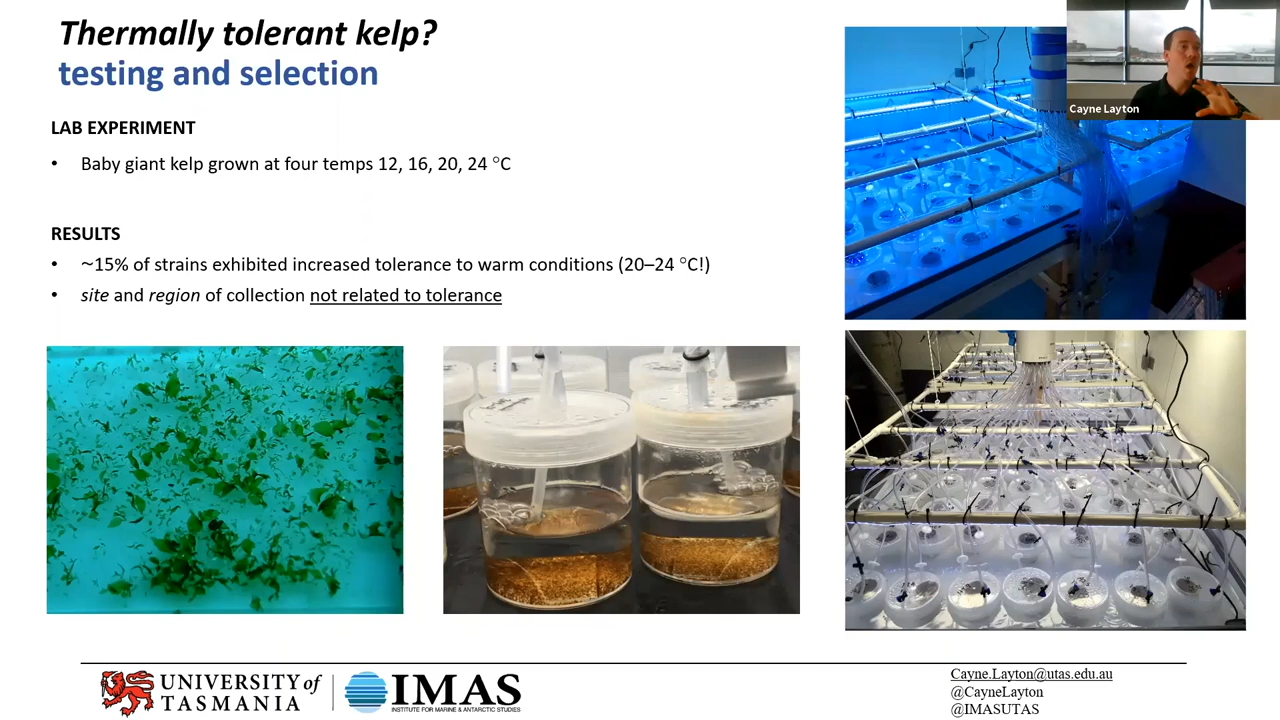 Thermally tolerant kelp?
testing and selection
Cayne Layton
LAB EXPERIMENT
• Baby giant kelp grown at four temps 12, 16, 20, 24 °C
RESULTS
• ~15% of strains exhibited increased tolerance to warm conditions (20–24 °C!)
• site and region of collection not related to tolerance
UNIVERSITY of
TASMANIA
IMAS
INSTITUTE FOR MARINE & ANTARCTIC STUDIES
Cayne.Layton@utas.edu.au
@CayneLayton
@IMASUTAS